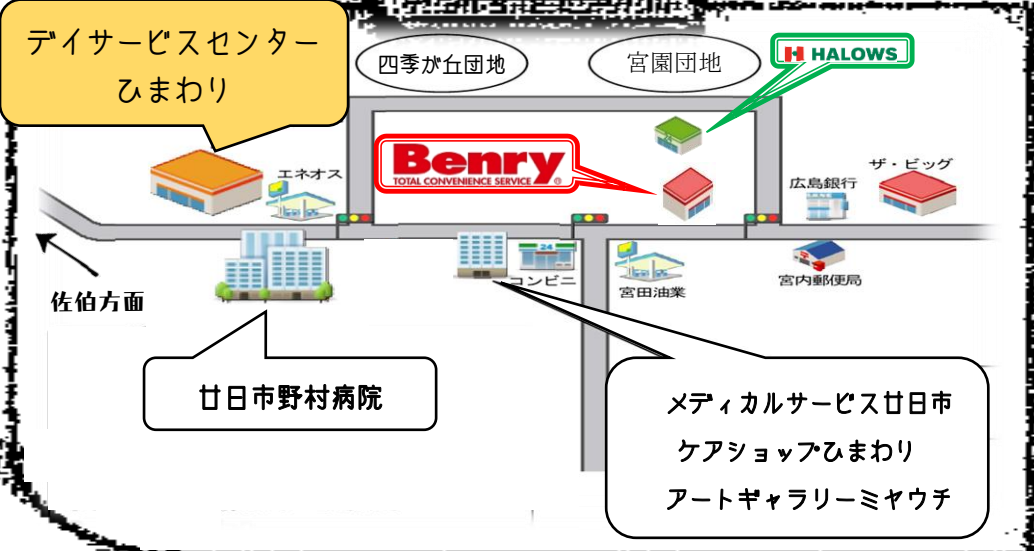 デイサービスセンター
ひまわり
四季が丘団地
宮園団地
HALOWS
Benry
TOTAL CONVENIENCE SERVICE
®
エネオス
広島銀行
ザ・ビッグ
24
コンビニ
宮田油業
宮内郵便局
佐伯方面
廿日市野村病院
メディカルサービス廿日市
ケアショップひまわり
アートギャラリーミヤウチ